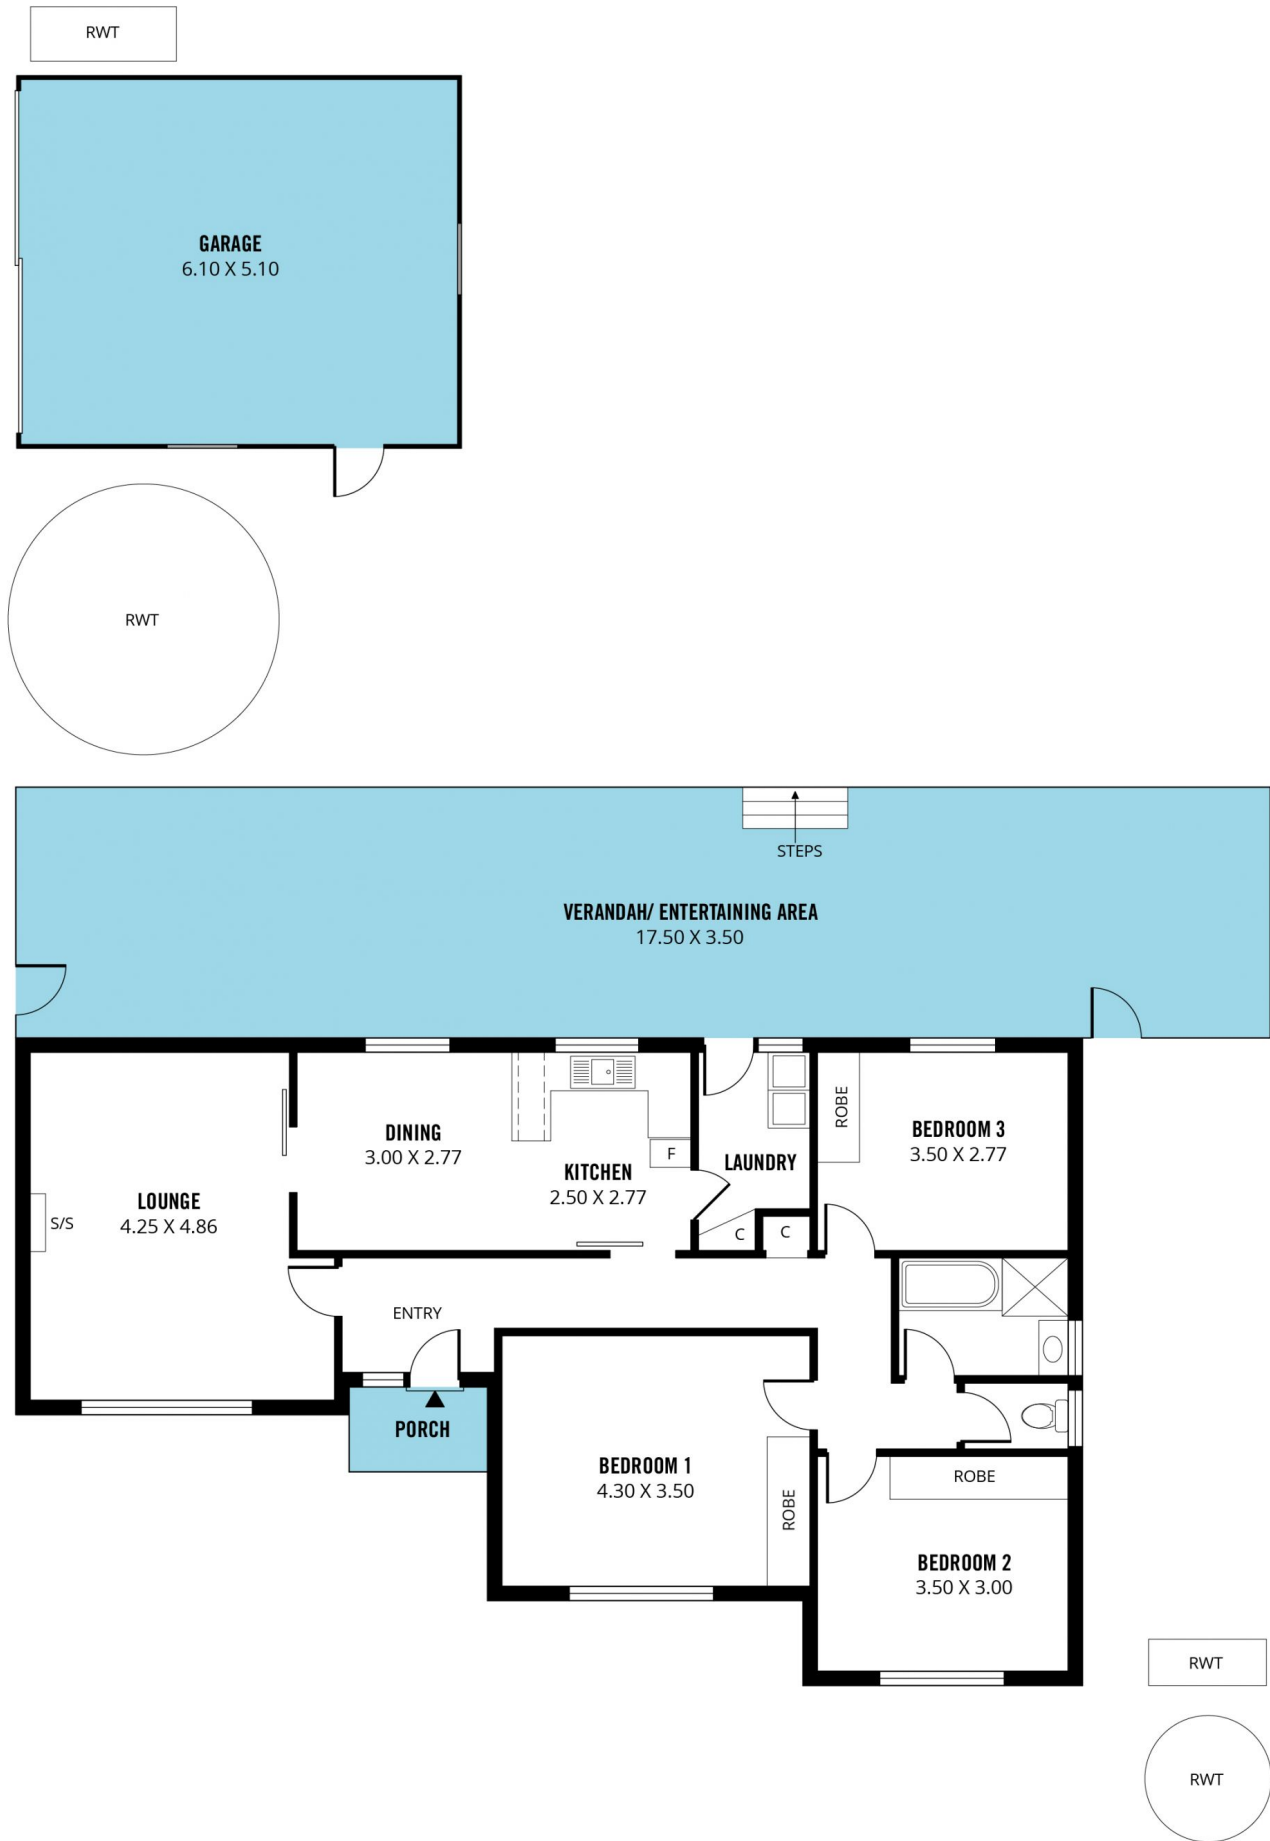 RWT
GARAGE
6.10 X 5.10
RWT
STEPS
VERANDAH/ ENTERTAINING AREA
17.50 X 3.50
LOUNGE
4.25 X 4.86
S/S
DINING
3.00 X 2.77
KITCHEN
2.50 X 2.77
F
LAUNDRY
C
C
ROBE
BEDROOM 3
3.50 X 2.77
ENTRY
PORCH
BEDROOM 1
4.30 X 3.50
ROBE
ROBE
BEDROOM 2
3.50 X 3.00
RWT
RWT